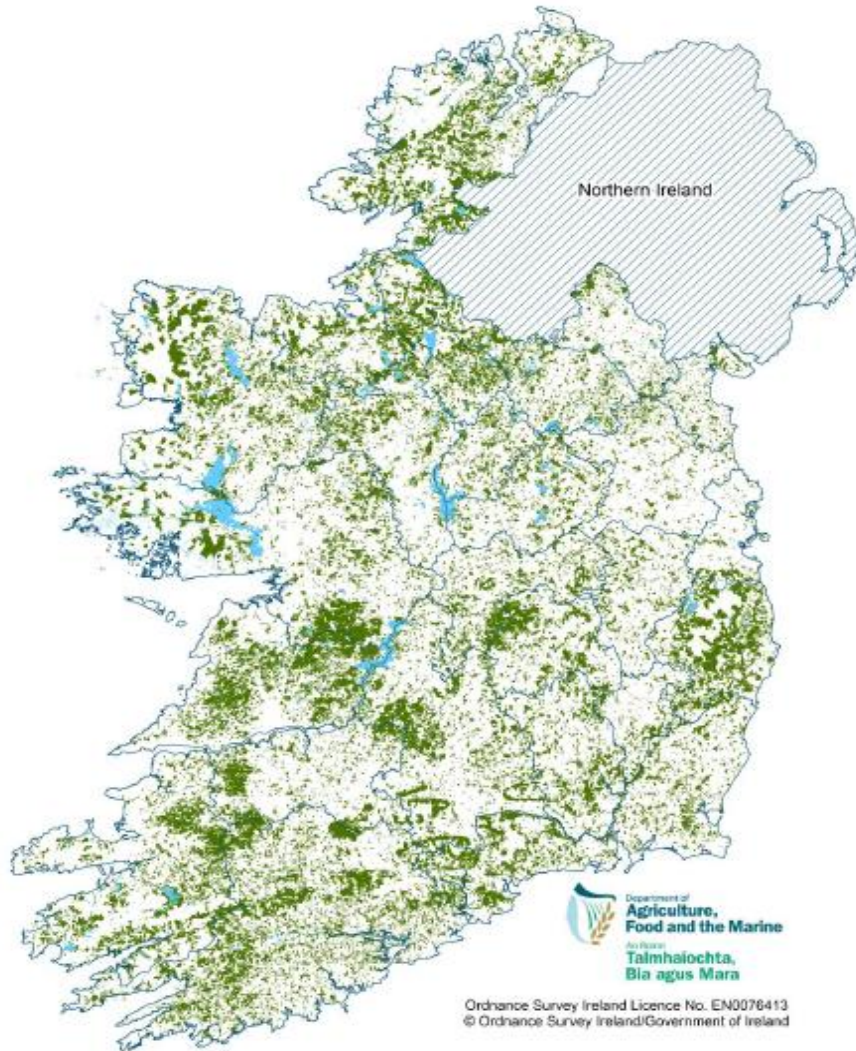 Northern Ireland
Department of
Agriculture,
Food and the Marine
An Roinn
Talmhaíochta,
Bia agus Mara
Ordnance Survey Ireland Licence No. EN0076413
© Ordnance Survey Ireland/Government of Ireland